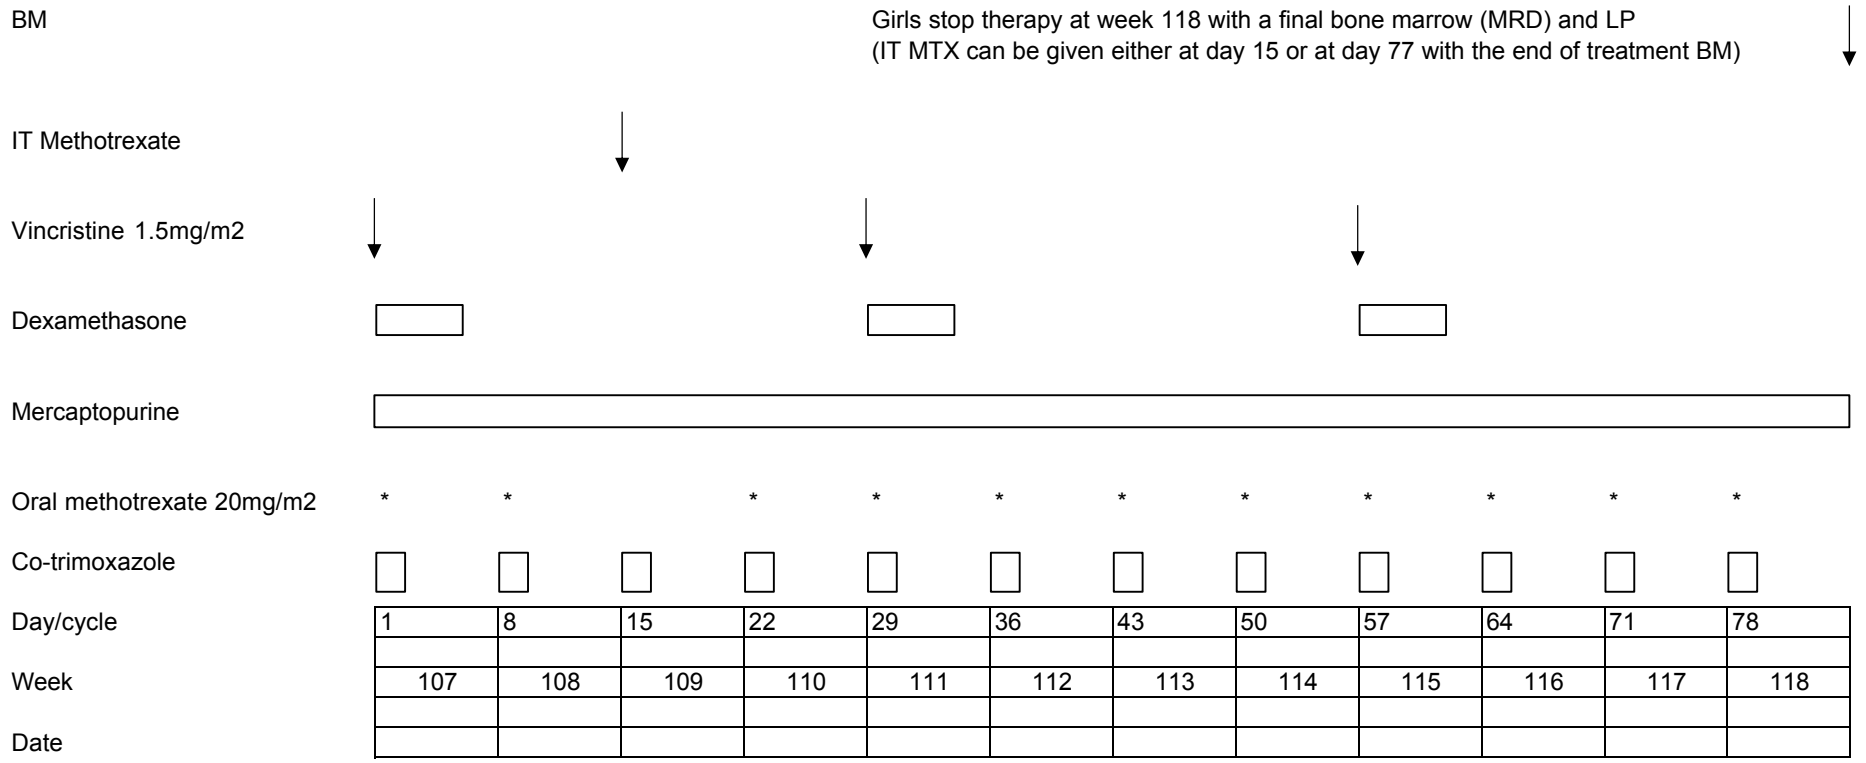 BM
Girls stop therapy at week 118 with a final bone marrow (MRD) and LP
(IT MTX can be given either at day 15 or at day 77 with the end of treatment BM)
IT Methotrexate
Vincristine 1.5mg/m2
Dexamethasone
Mercaptopurine
Oral methotrexate 20mg/m2 * * * * * * * * * * *
Co-trimoxazole
Day/cycle 1 8 15 22 29 36 43 50 57 64 71 78
Week 107 108 109 110 111 112 113 114 115 116 117 118
Date